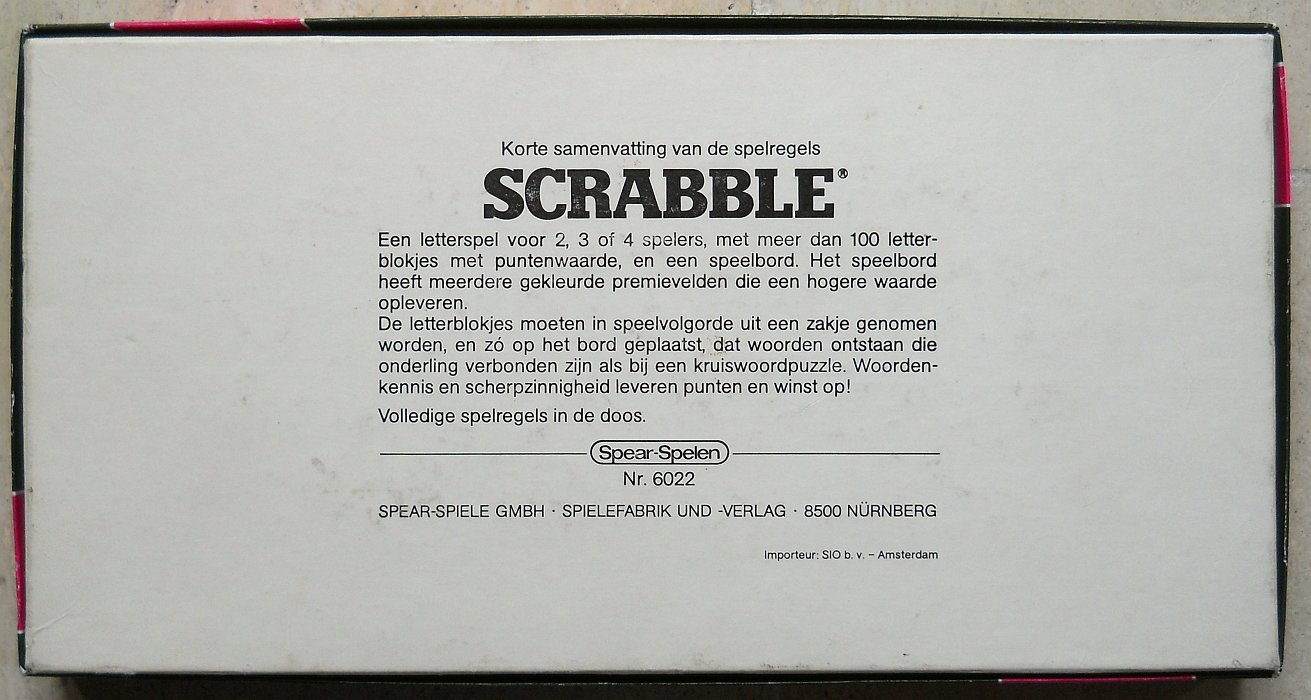 Korte samenvatting van de spelregels
SCRABBLE®
Een letterspel voor 2, 3 of 4 spelers, met meer dan 100 letter-
blokjes met puntenwaarde, en een speelbord. Het speelbord
heeft meerdere gekleurde premievelden die een hogere waarde
opleveren.
De letterblokjes moeten in speelvolgorde uit een zakje genomen
worden, en zó op het bord geplaatst, dat woorden ontstaan die
onderling verbonden zijn als bij een kruiswoordpuzzle. Woorden-
kennis en scherpzinnigheid leveren punten en winst op!
Volledige spelregels in de doos.
Spear-Spelen
Nr. 6022
SPEAR-SPIELE GMBH · SPIELEFABRIK UND -VERLAG · 8500 NÜRNBERG
Importeur: SIO b. v. – Amsterdam